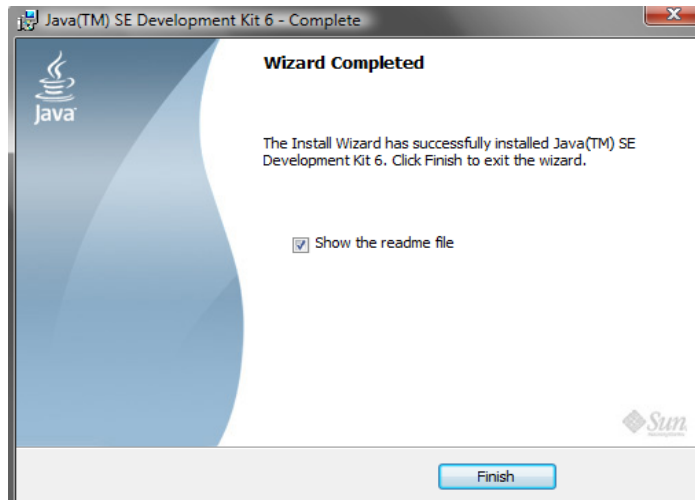 Java(TM) SE Development Kit 6 - Complete
Java
Wizard Completed
The Install Wizard has successfully installed Java(TM) SE
Development Kit 6. Click Finish to exit the wizard.
Show the readme file
Sun
Finish